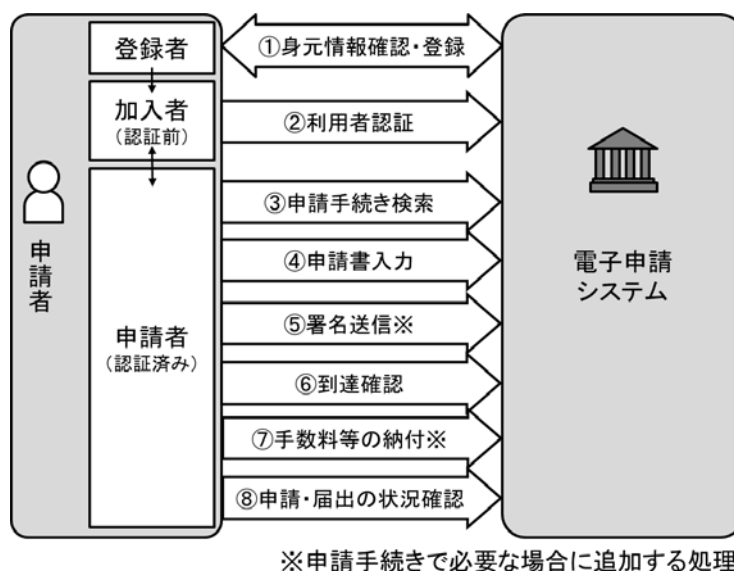 登録者
①身元情報確認・登録
加入者
(認証前)
②利用者認証
③申請手続き検索
④申請書入力
申請者
電子申請
システム
申請者
(認証済み)
⑤署名送信※
⑥到達確認
⑦手数料等の納付※
⑧申請・届出の状況確認
※申請手続きで必要な場合に追加する処理